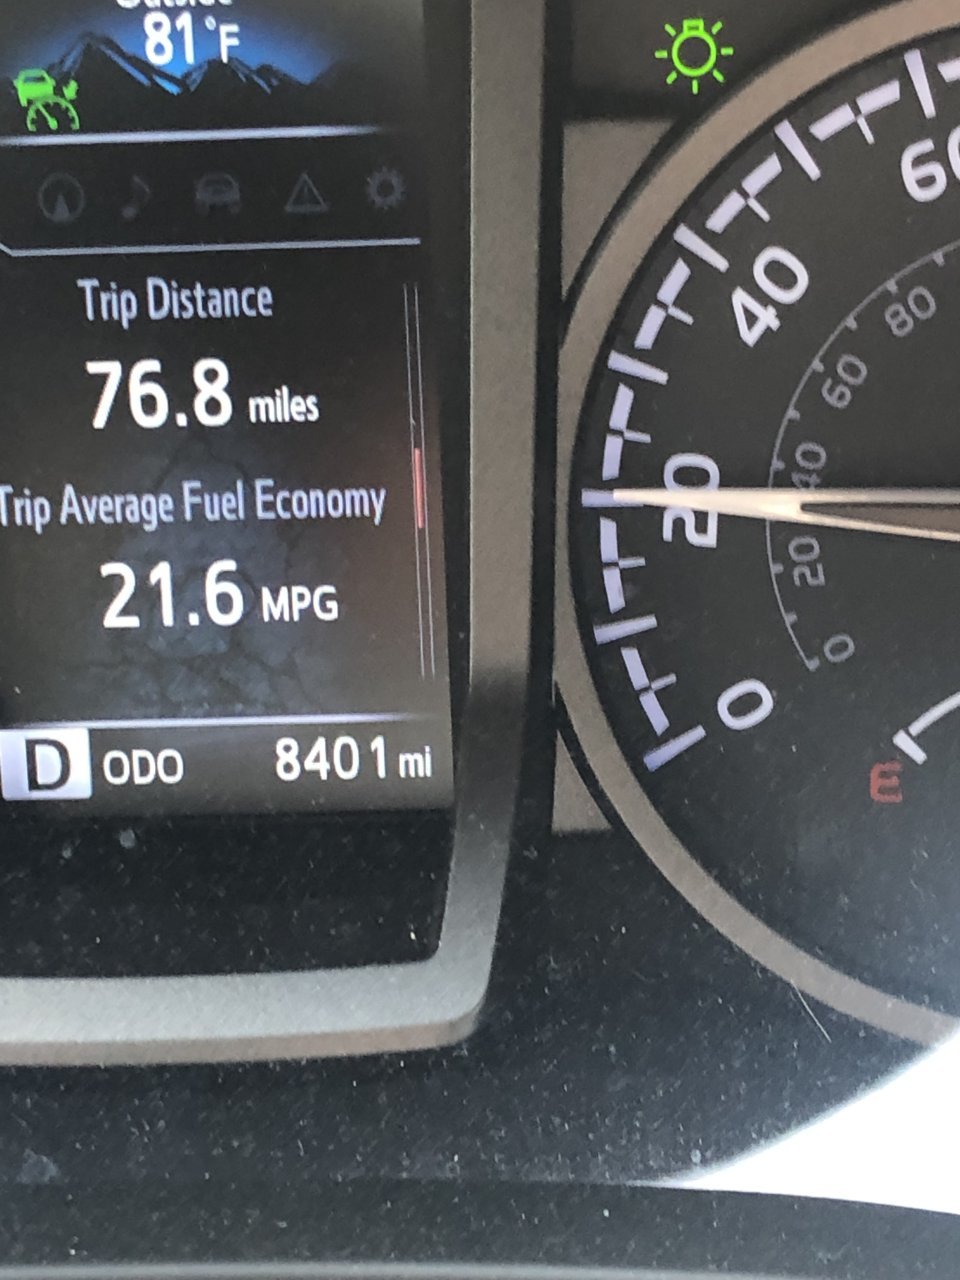 Outside
81°F
Trip Distance
76.8 miles
Trip Average Fuel Economy
21.6 MPG
D ODO 8401 mi
0
20
40
60
0
20
40
60
80
E